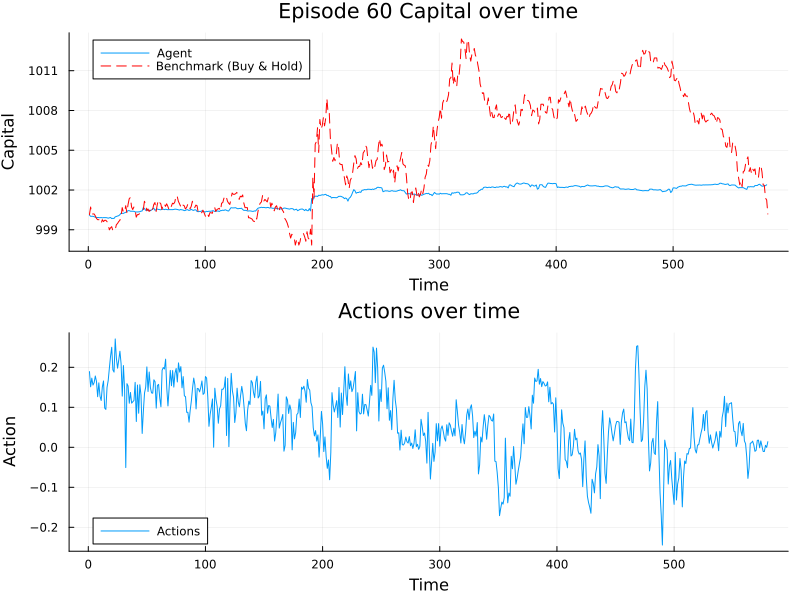 Episode 60 Capital over time
Agent
Benchmark (Buy & Hold)
Capital
1011
1008
1005
1002
999
0 100 200 300 400 500
Time
Actions over time
Action
0.2
0.1
0.0
−0.1
−0.2
Actions
0 100 200 300 400 500
Time